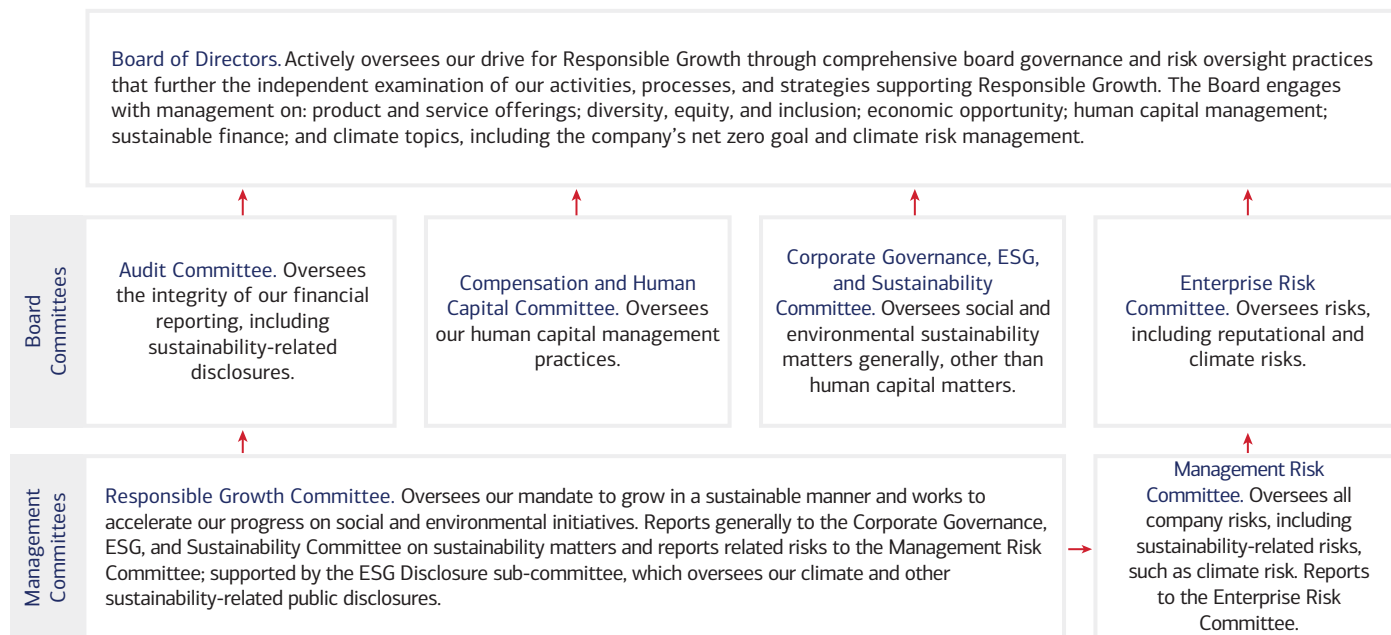 Board of Directors. Actively oversees our drive for Responsible Growth through comprehensive board governance and risk oversight practices
that further the independent examination of our activities, processes, and strategies supporting Responsible Growth. The Board engages
with management on: product and service offerings; diversity, equity, and inclusion; economic opportunity; human capital management;
sustainable finance; and climate topics, including the company's net zero goal and climate risk management.
Board
Committees
Audit Committee. Oversees
the integrity of our financial
reporting, including
sustainability-related
disclosures.
Compensation and Human
Capital Committee. Oversees
our human capital management
practices.
Corporate Governance, ESG,
and Sustainability
Committee. Oversees social and
environmental sustainability
matters generally, other than
human capital matters.
Enterprise Risk
Committee. Oversees risks,
including reputational and
climate risks.
Management
Committees
Responsible Growth Committee. Oversees our mandate to grow in a sustainable manner and works to
accelerate our progress on social and environmental initiatives. Reports generally to the Corporate Governance,
ESG, and Sustainability Committee on sustainability matters and reports related risks to the Management Risk
Committee; supported by the ESG Disclosure sub-committee, which oversees our climate and other
sustainability-related public disclosures.
Management Risk
Committee. Oversees all
company risks, including
sustainability-related risks,
such as climate risk. Reports
to the Enterprise Risk
Committee.